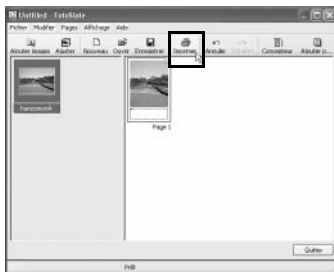 Untitled - FotoSlate
Fichier Modifier Pages Affichage Aide
Ajouter images Ajuster Nouveau Ouvrir Enregistrer Imprimer Annuler Concepteur Ajouter p...
Page 1
Quitter
Prêt